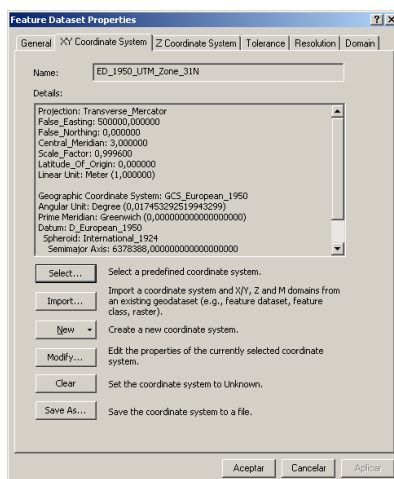 Feature Dataset Properties
General XY Coordinate System Z Coordinate System Tolerance Resolution Domain
Name: ED_1950_UTM_Zone_31N
Details:
Projection: Transverse_Mercator
False_Easting: 500000,000000
False_Northing: 0,000000
Central_Meridian: 3,000000
Scale_Factor: 0,999600
Latitude_Of_Origin: 0,000000
Linear Unit: Meter (1,000000)
Geographic Coordinate System: GCS_European_1950
Angular Unit: Degree (0,017453292519943299)
Prime Meridian: Greenwich (0,000000000000000000)
Datum: D_European_1950
Spheroid: International_1924
Semimajor Axis: 6378388,000000000000000000
Select... Select a predefined coordinate system.
Import... Import a coordinate system and X/Y, Z and M domains from
an existing geodataset (e.g., feature dataset, feature
class, raster).
New Create a new coordinate system.
Modify... Edit the properties of the currently selected coordinate
system.
Clear Set the coordinate system to Unknown.
Save As... Save the coordinate system to a file.
Aceptar Cancelar Aplicar